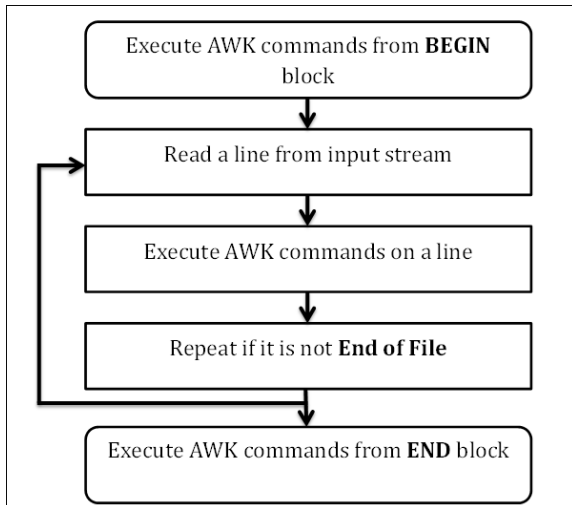 Execute AWK commands from BEGIN
block
Read a line from input stream
Execute AWK commands on a line
Repeat if it is not End of File
Execute AWK commands from END block